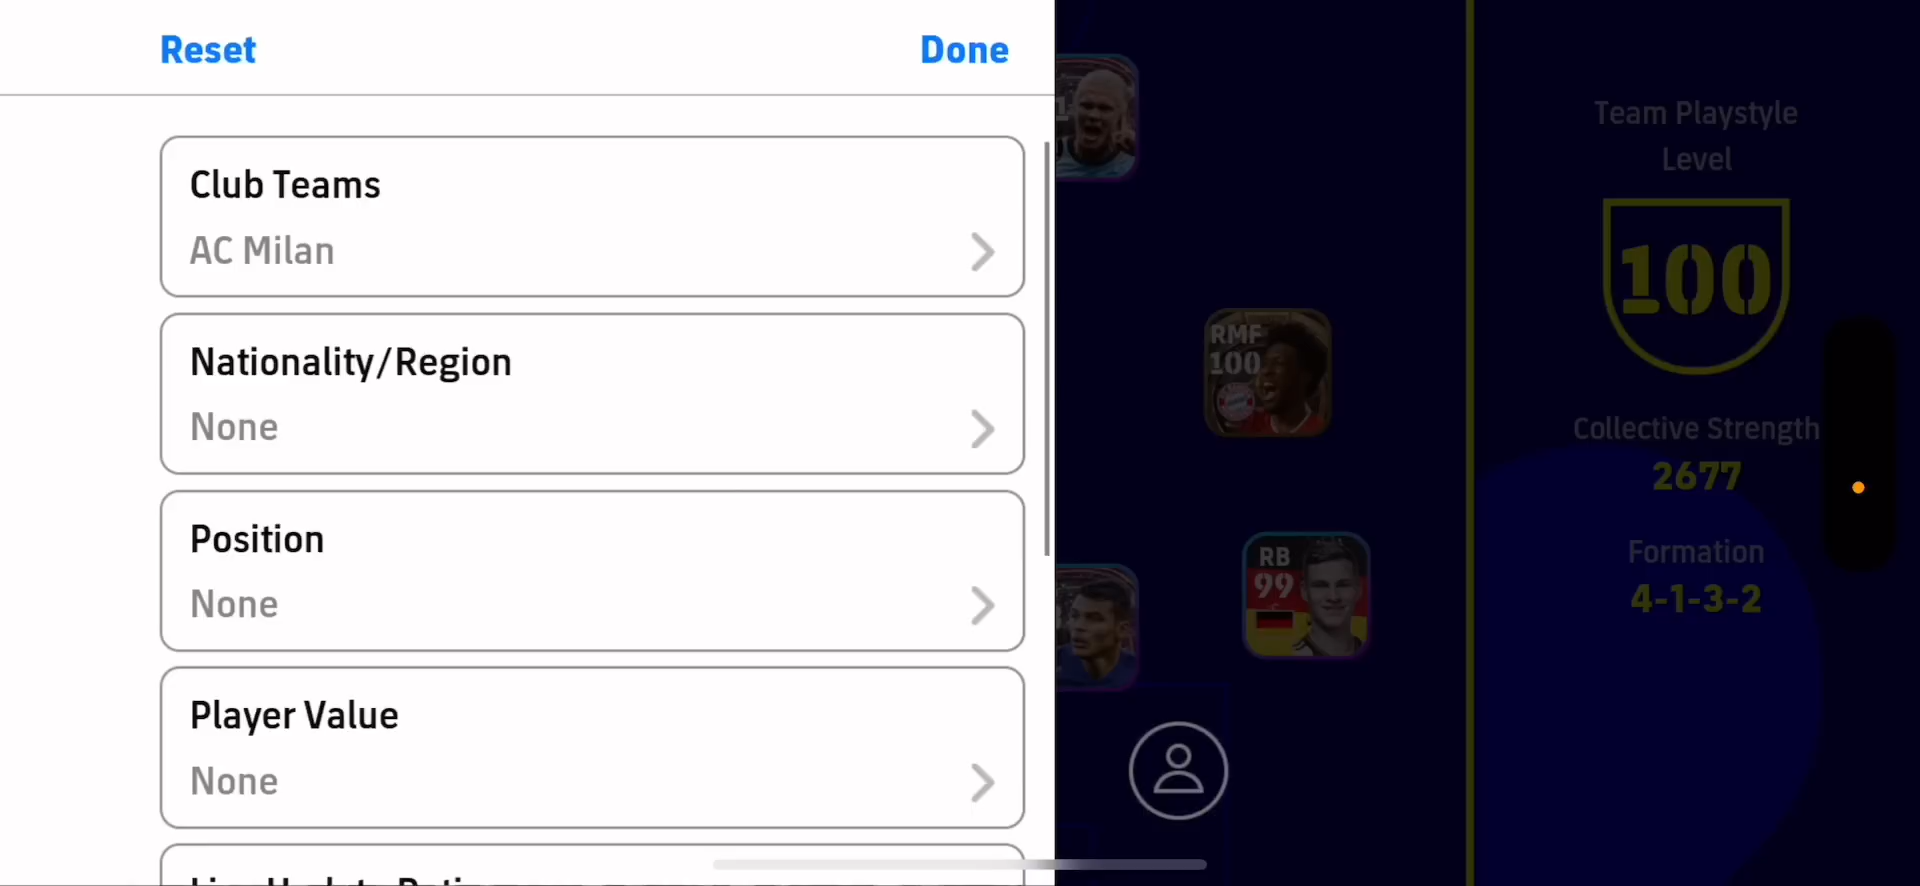 Reset
Done
Club Teams
AC Milan
Nationality/Region
None
Position
None
Player Value
None
RMF
100
RB
99
Team Playstyle
Level
100
Collective Strength
2677
Formation
4-1-3-2